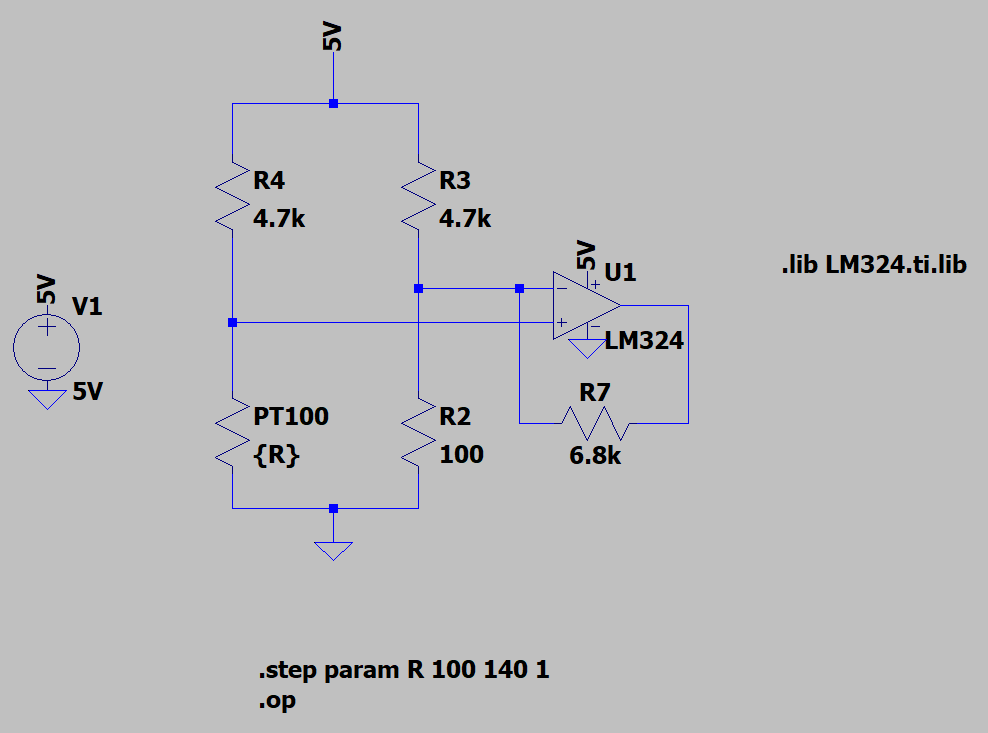 5V
R4
4.7k
R3
4.7k
5V
U1
.lib LM324.ti.lib
5V
V1
LM324
5V
R7
6.8k
PT100
{R}
R2
100
.step param R 100 140 1
.op